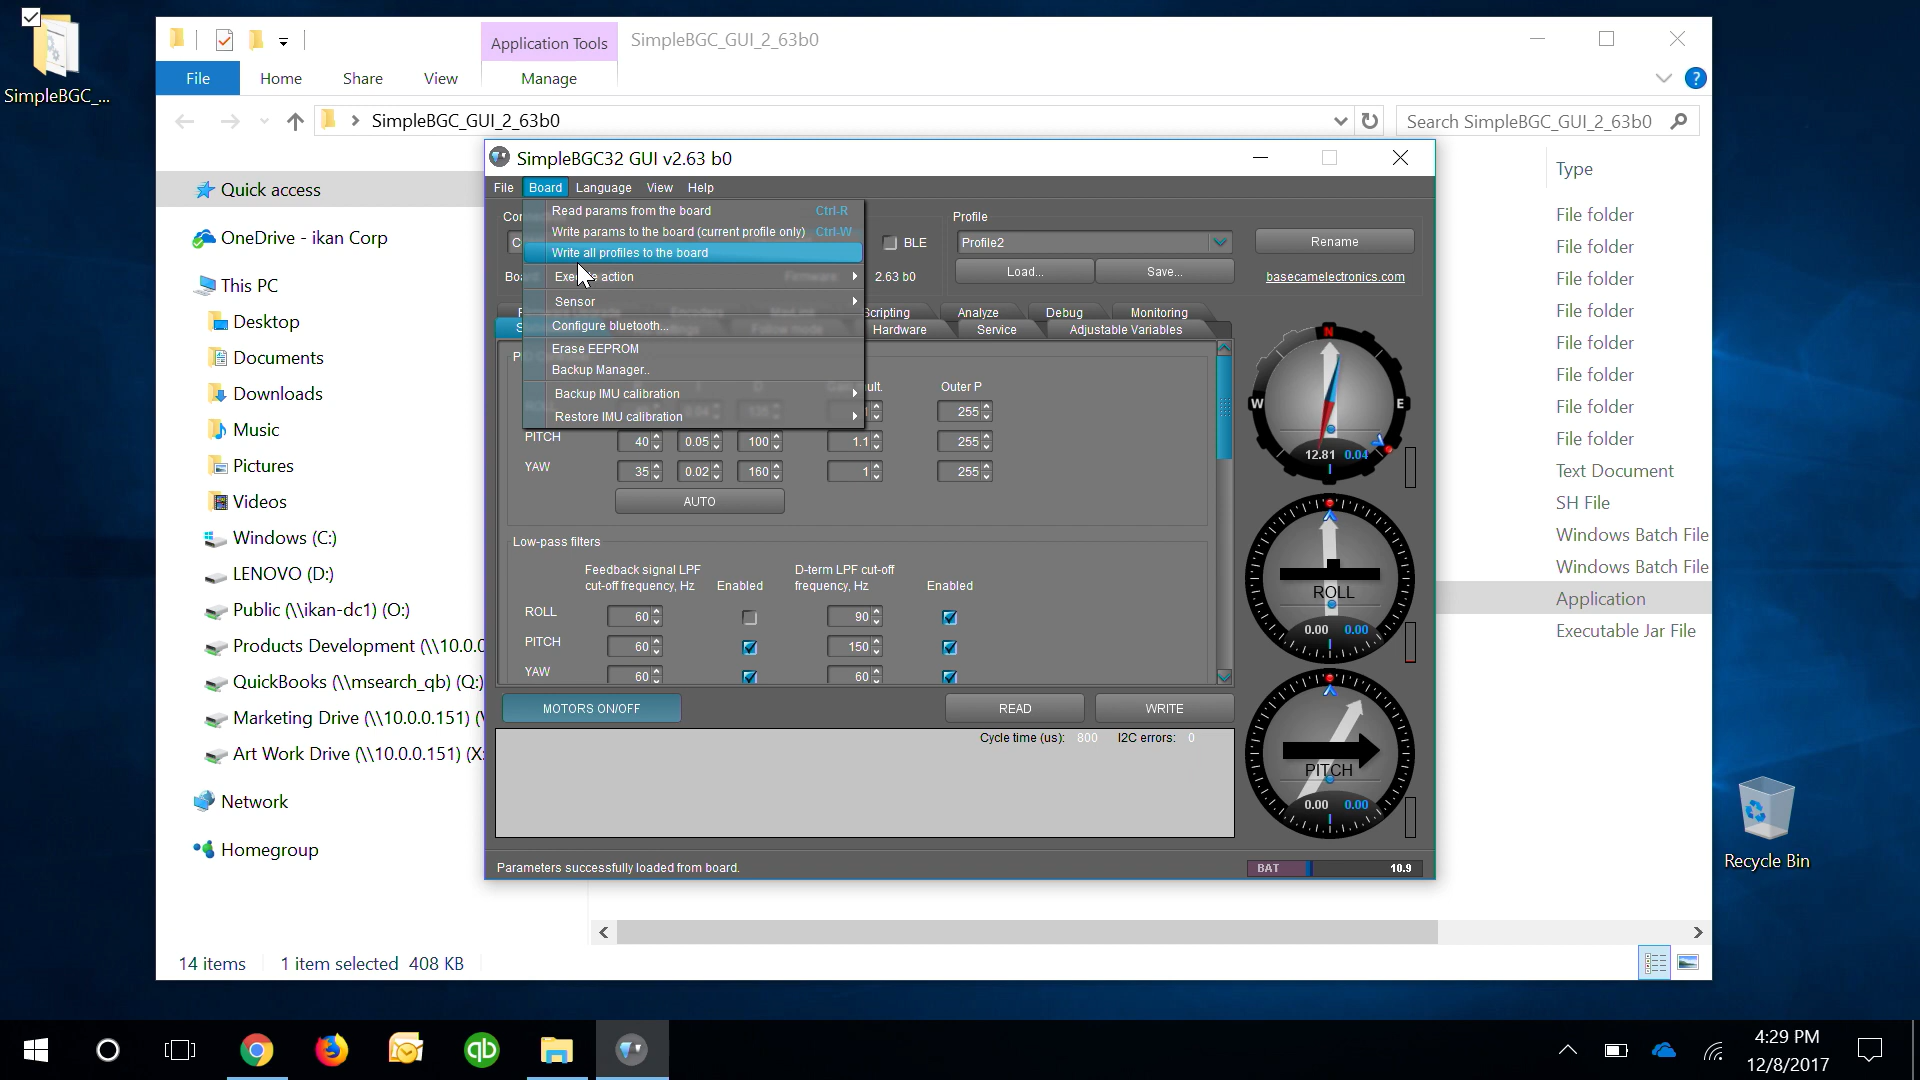 SimpleBGC_...
Application Tools
SimpleBGC_GUI_2_63b0
File
Home
Share
View
Manage
SimpleBGC_GUI_2_63b0
Search SimpleBGC_GUI_2_63b0
Quick access
OneDrive - ikan Corp
This PC
Desktop
Documents
Downloads
Music
Pictures
Videos
Windows (C:)
LENOVO (D:)
Public (\\ikan-dc1) (O:)
Products Development (\\10.0.0
QuickBooks (\\msearch_qb) (Q:)
Marketing Drive (\\10.0.0.151) (
Art Work Drive (\\10.0.0.151) (X:
Network
Homegroup
14 items
1 item selected 408 KB
Type
File folder
File folder
File folder
File folder
File folder
File folder
File folder
File folder
Text Document
SH File
Windows Batch File
Windows Batch File
Application
Executable Jar File
SimpleBGC32 GUI v2.63 b0
File Board Language View Help
Read params from the board Ctrl-R
Write params to the board (current profile only) Ctrl-W
Write all profiles to the board
action
Sensor
Configure bluetooth...
Erase EEPROM
Backup Manager..
Backup IMU calibration
Restore IMU calibration
BLE
2.63 b0
Profile
Profile2
Rename
Load...
Save...
basecamelectronics.com
Analyze
Debug
Monitoring
Hardware
Service
Adjustable Variables
Outer P
255
PITCH 40 0.05 100 1.1 255
YAW 35 0.02 160 1 255
AUTO
Low-pass filters
Feedback signal LPF
cut-off frequency, Hz
Enabled
D-term LPF cut-off
frequency, Hz
Enabled
ROLL 60 90
PITCH 60 150
YAW 60 60
MOTORS ON/OFF
READ
WRITE
Cycle time (us): 800 I2C errors: 0
N
W
E
12.81 0.04
ROLL
0.00 0.00
PITCH
0.00 0.00
Parameters successfully loaded from board.
BAT 10.9
Recycle Bin
4:29 PM
12/8/2017